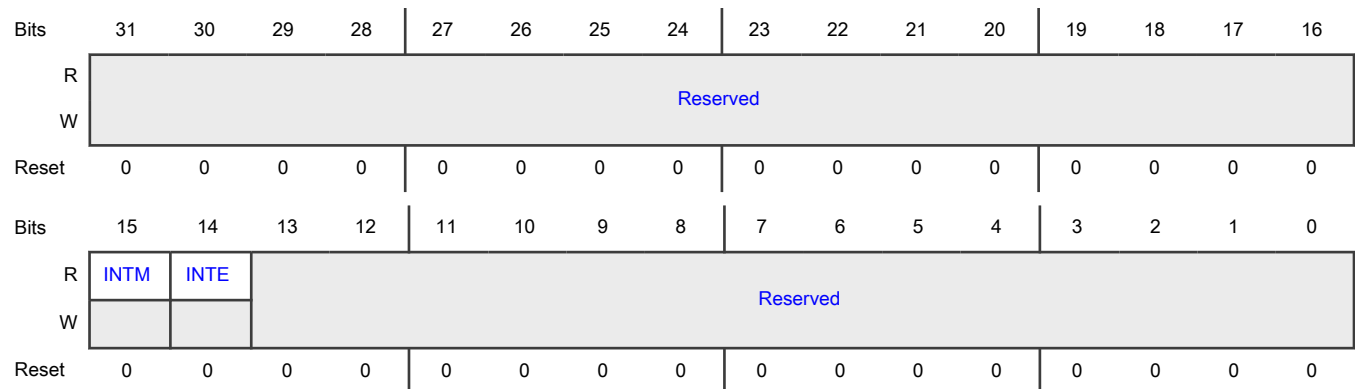 Bits 31 30 29 28 27 26 25 24 23 22 21 20 19 18 17 16
R
Reserved
W
Reset 0 0 0 0 0 0 0 0 0 0 0 0 0 0 0 0
Bits 15 14 13 12 11 10 9 8 7 6 5 4 3 2 1 0
R INTM INTE
Reserved
W
Reset 0 0 0 0 0 0 0 0 0 0 0 0 0 0 0 0